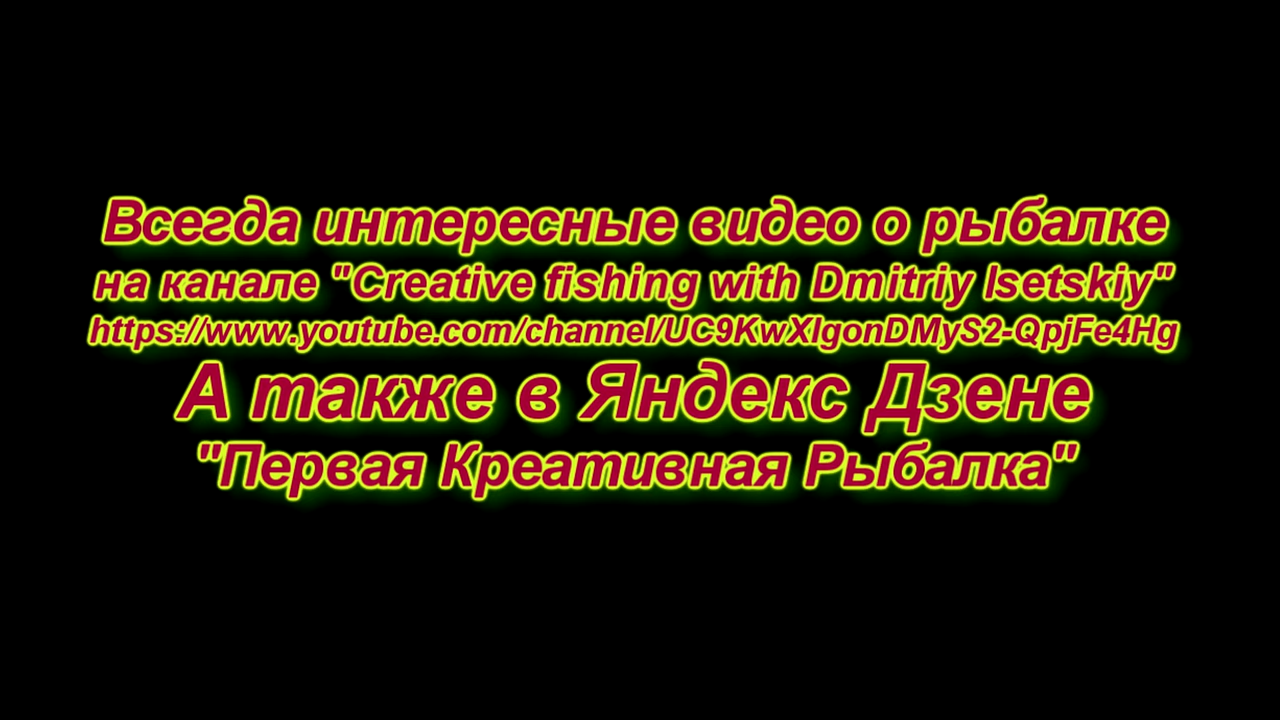 Всегда интересные видео о рыбалке
на канале "Creative fishing with Dmitriy Isetskiy"
https://www.youtube.com/channel/UC9KwXIgonDMyS2-QpjFe4Hg
А также в Яндекс Дзене
"Первая Креативная Рыбалка"